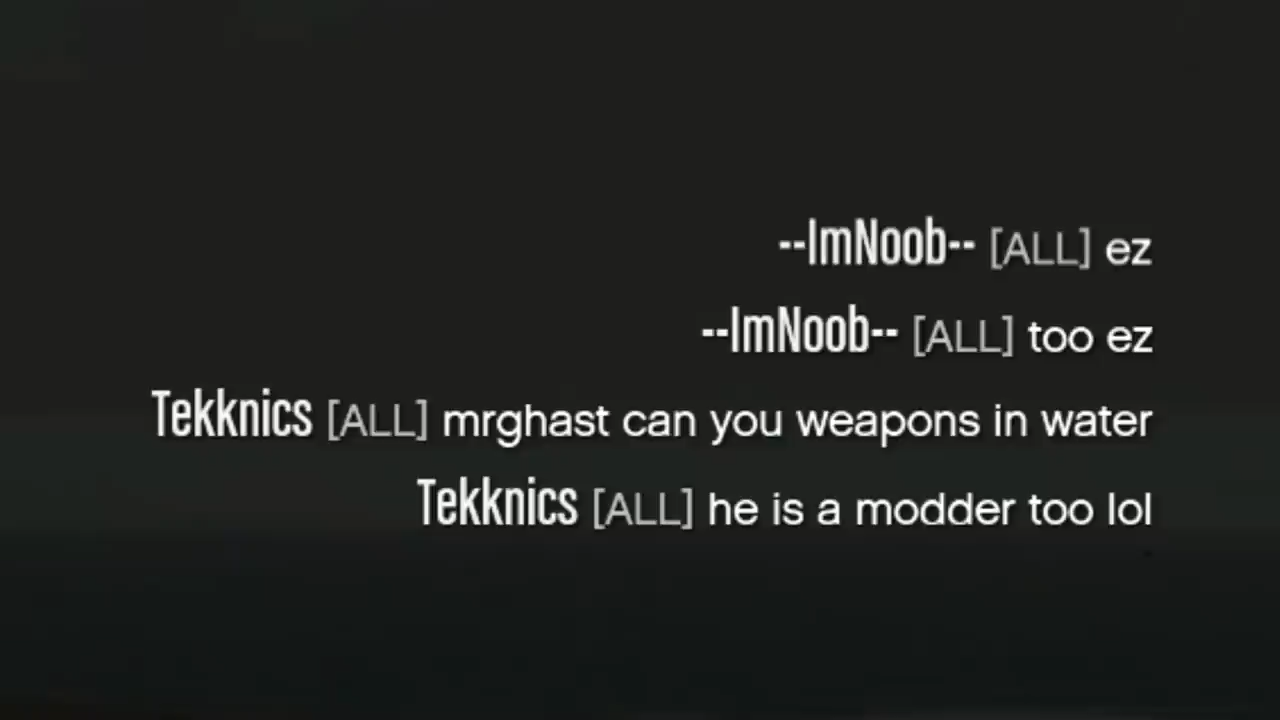 --ImNoob-- [ALL] ez
--ImNoob-- [ALL] too ez
Tekknics [ALL] mrghast can you weapons in water
Tekknics [ALL] he is a modder too lol